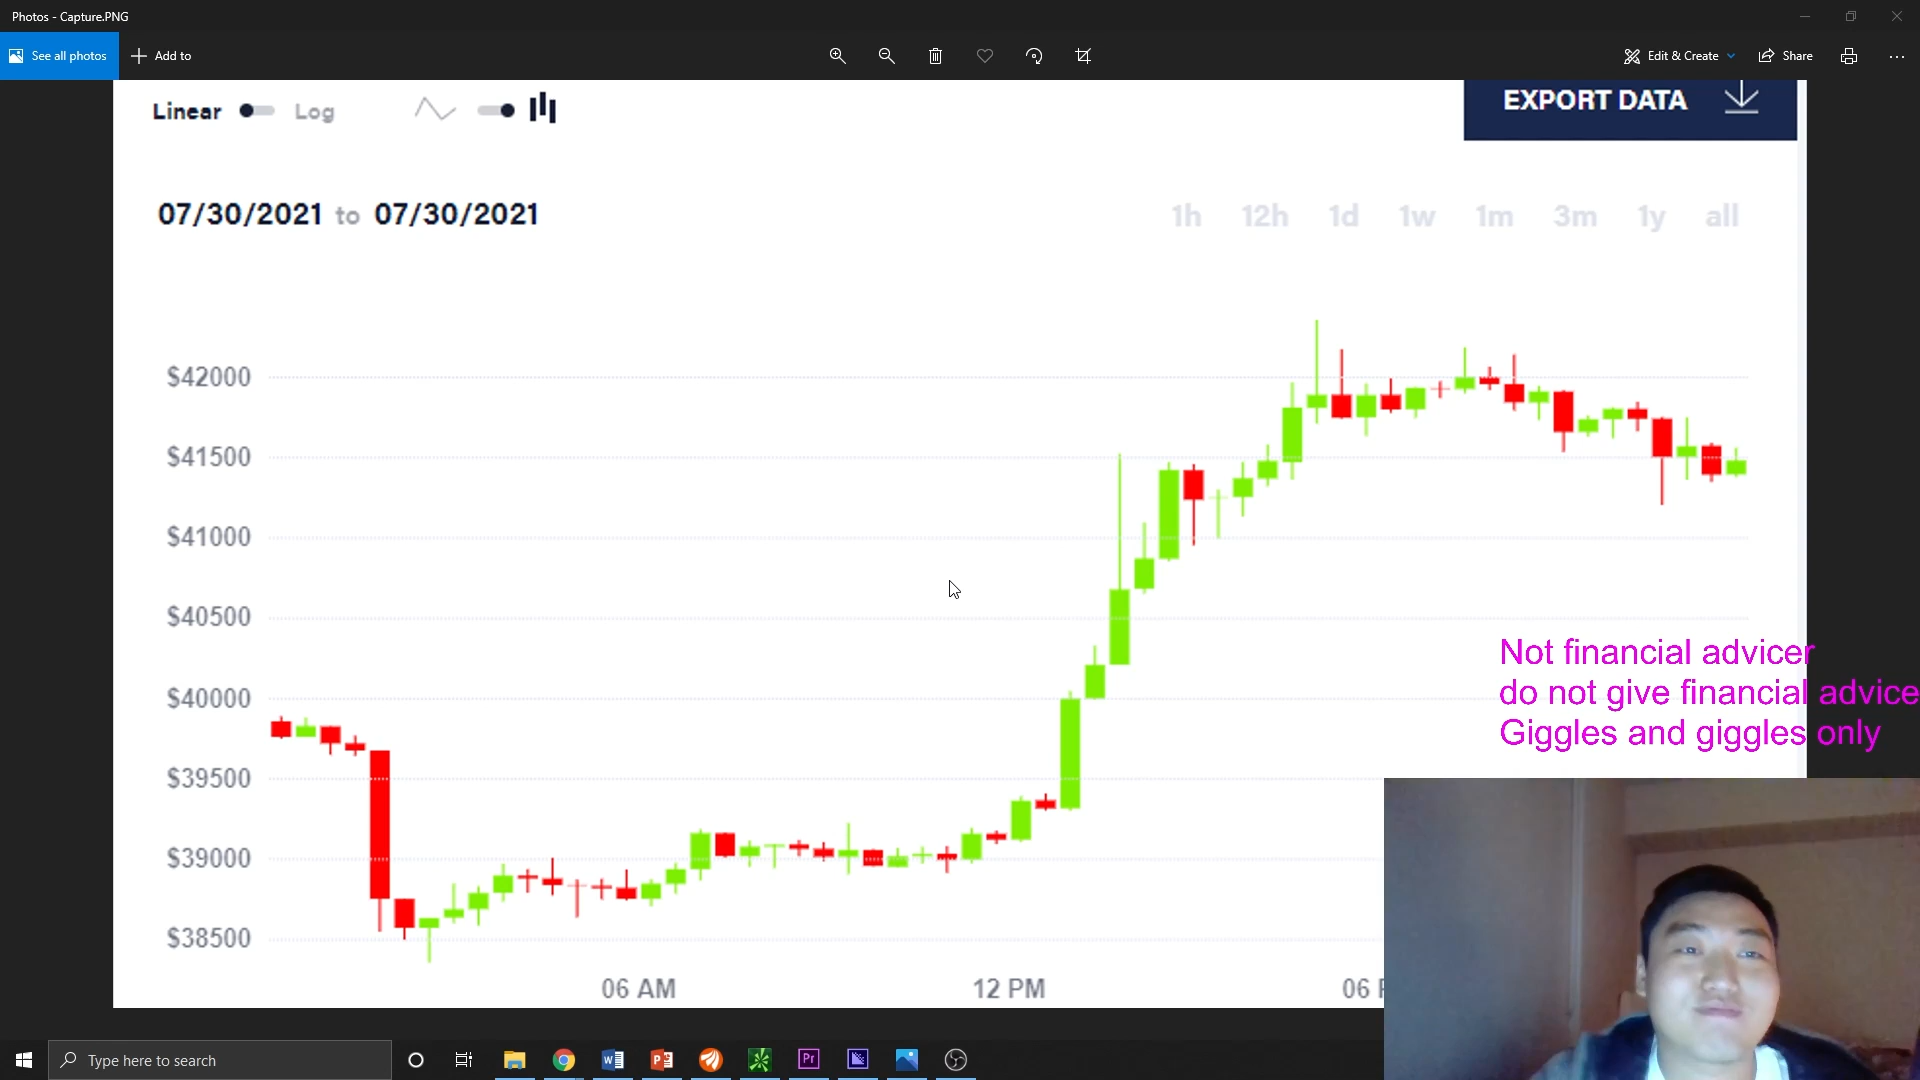 Photos - Capture.PNG
See all photos
Add to
Edit & Create
Share
Linear
Log
EXPORT DATA
07/30/2021 to 07/30/2021
1h 12h 1d 1w 1m 3m 1y all
$42000
$41500
$41000
$40500
$40000
$39500
$39000
$38500
06 AM
12 PM
06
Not financial advicer
do not give financial advice
Giggles and giggles only
Type here to search
W
P
Pr